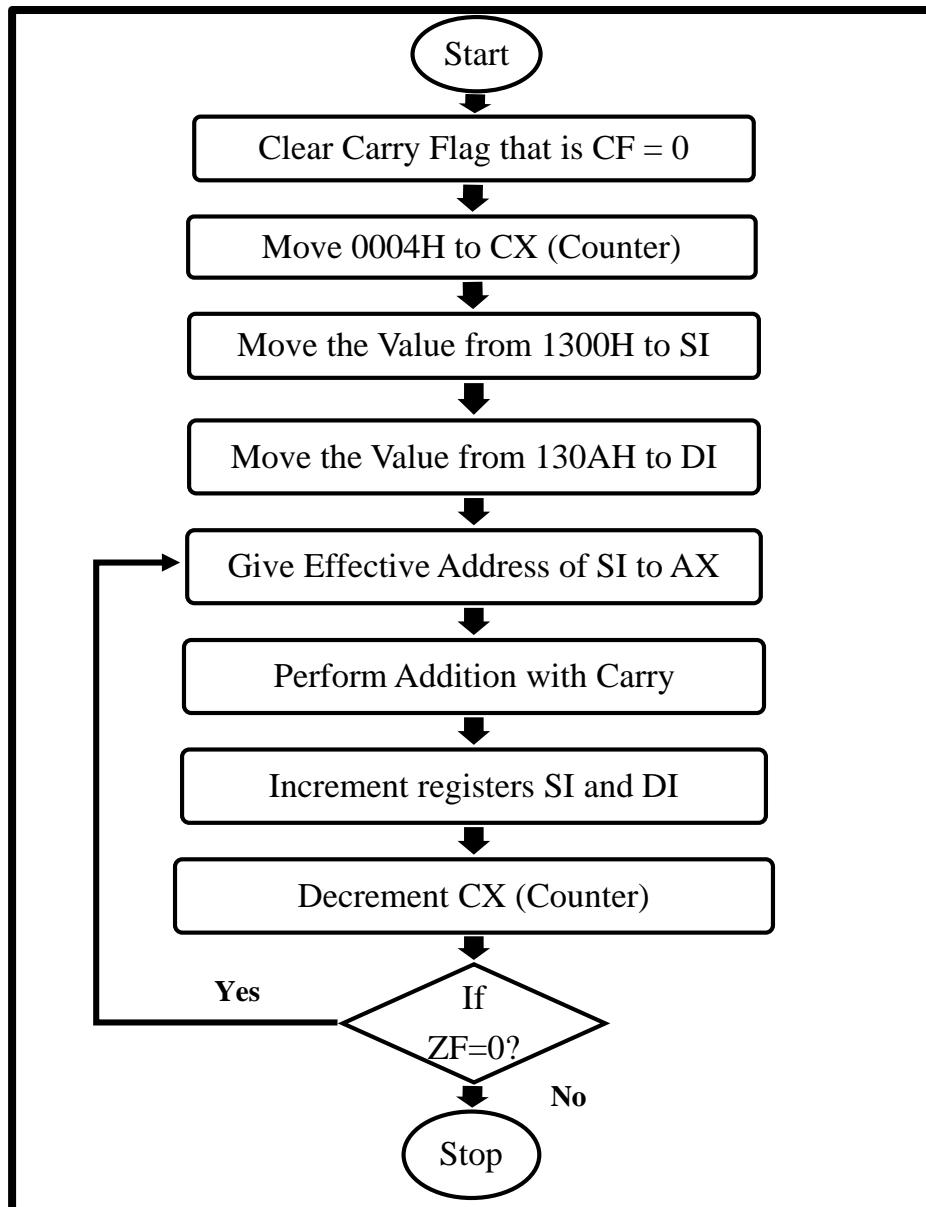 Start
Clear Carry Flag that is CF = 0
Move 0004H to CX (Counter)
Move the Value from 1300H to SI
Move the Value from 130AH to DI
Give Effective Address of SI to AX
Perform Addition with Carry
Increment registers SI and DI
Decrement CX (Counter)
Yes
If
ZF=0?
No
Stop